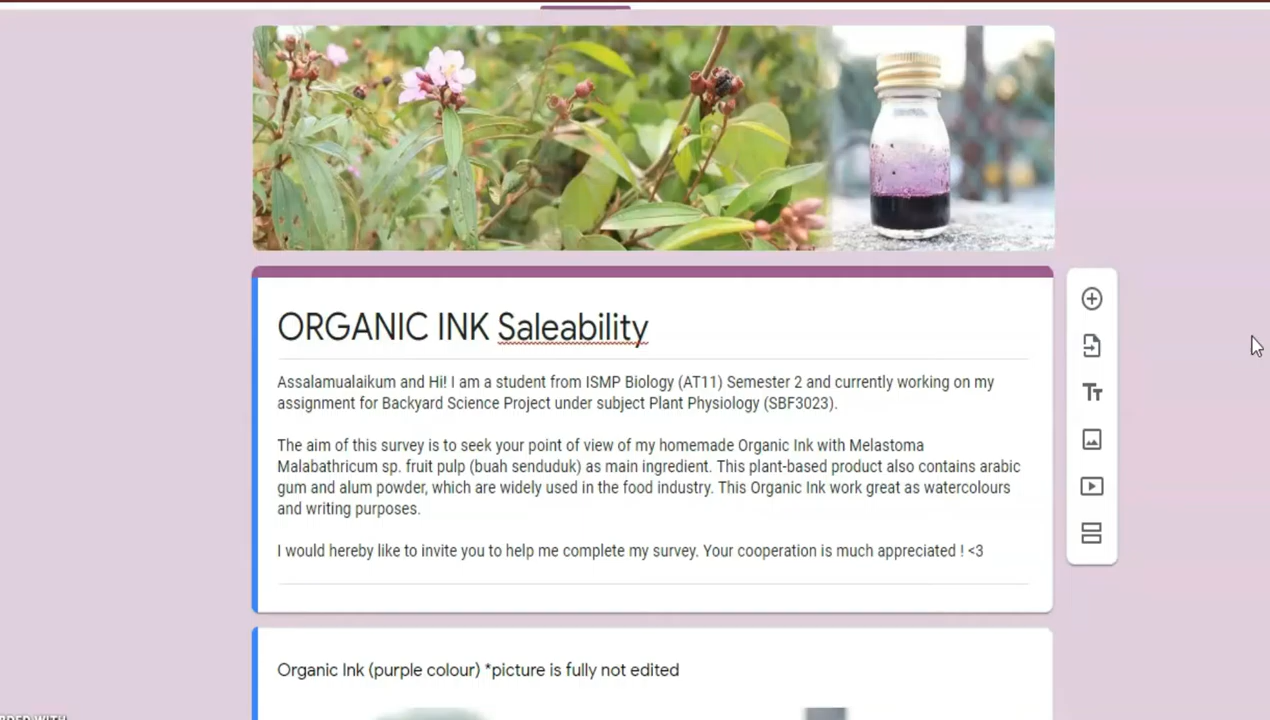 ORGANIC INK Saleability
Assalamualaikum and Hi! I am a student from ISMP Biology (AT11) Semester 2 and currently working on my
assignment for Backyard Science Project under subject Plant Physiology (SBF3023).
The aim of this survey is to seek your point of view of my homemade Organic Ink with Melastoma
Malabathricum sp. fruit pulp (buah senduduk) as main ingredient. This plant-based product also contains arabic
gum and alum powder, which are widely used in the food industry. This Organic Ink work great as watercolours
and writing purposes.
I would hereby like to invite you to help me complete my survey. Your cooperation is much appreciated ! <3
Organic Ink (purple colour) *picture is fully not edited